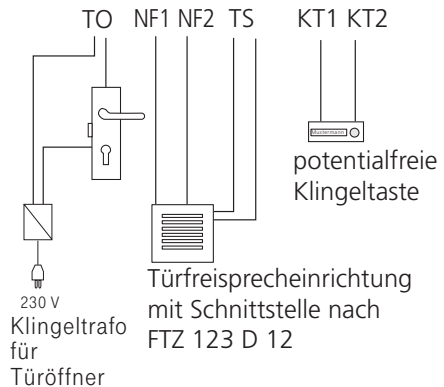 TO NF1 NF2 TS KT1 KT2
Mustermann
potentialfreie
Klingeltaste
230 V
Klingeltrafo
für
Türöffner
Türfreisprecheinrichtung
mit Schnittstelle nach
FTZ 123 D 12